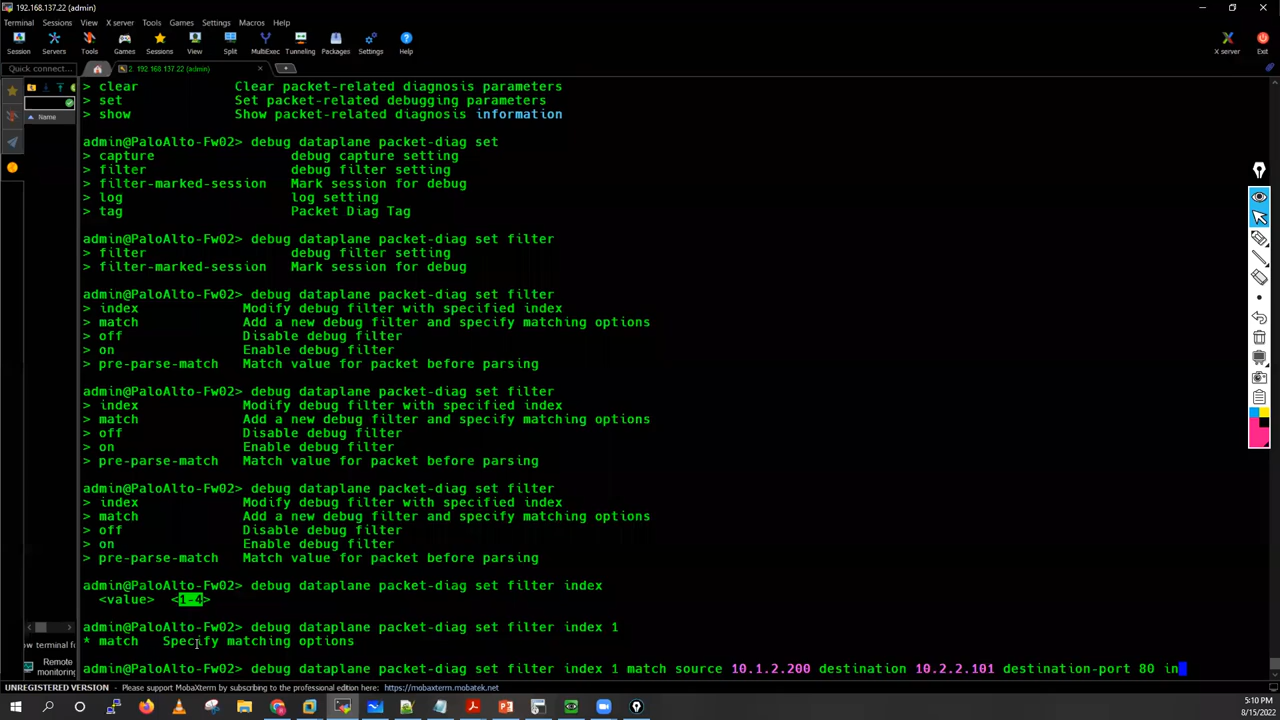 192.168.137.22
Terminal Sessions View X server Tools Games Settings Macros Help
Session Servers Tools Games Sessions View Split MultiExec Tunneling Packages Settings Help X server Exit
Quick connect... 2. 192.168.137.22 (admin)
> clear Clear packet-related diagnosis parameters
> set Set packet-related debugging parameters
> show Show packet-related diagnosis information
Name
admin@PaloAlto-Fw02> debug dataplane packet-diag set
> capture debug capture setting
> filter debug filter setting
> filter-marked-session Mark session for debug
> log log setting
> tag Packet Diag Tag
admin@PaloAlto-Fw02> debug dataplane packet-diag set filter
> filter debug filter setting
> filter-marked-session Mark session for debug
admin@PaloAlto-Fw02> debug dataplane packet-diag set filter
> index Modify debug filter with specified index
> match Add a new debug filter and specify matching options
> off Disable debug filter
> on Enable debug filter
> pre-parse-match Match value for packet before parsing
admin@PaloAlto-Fw02> debug dataplane packet-diag set filter
> index Modify debug filter with specified index
> match Add a new debug filter and specify matching options
> off Disable debug filter
> on Enable debug filter
> pre-parse-match Match value for packet before parsing
admin@PaloAlto-Fw02> debug dataplane packet-diag set filter
> index Modify debug filter with specified index
> match Add a new debug filter and specify matching options
> off Disable debug filter
> on Enable debug filter
> pre-parse-match Match value for packet before parsing
admin@PaloAlto-Fw02> debug dataplane packet-diag set filter index
<value> <1-4>
admin@PaloAlto-Fw02> debug dataplane packet-diag set filter index 1
* match Specify matching options
ow terminal f
Remote
monitoring
admin@PaloAlto-Fw02> debug dataplane packet-diag set filter index 1 match source 10.1.2.200 destination 10.2.2.101 destination-port 80 in
UNREGISTERED VERSION - Please support MobaXterm by subscribing to the professional edition here: https://mobaxterm.mobatek.net
5:10 PM
8/15/2022